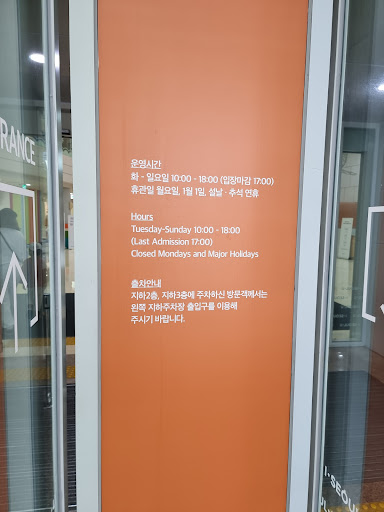 RANCE
운영시간
화 - 일요일 10:00 - 18:00 (입장마감 17:00)
휴관일 월요일, 1월 1일, 설날 · 추석 연휴
Hours
Tuesday-Sunday 10:00 - 18:00
(Last Admission 17:00)
Closed Mondays and Major Holidays
출차안내
지하2층, 지하3층에 주차하신 방문객께서는
왼쪽 지하주차장 출입구를 이용해
주시기 바랍니다.
I·SEOU